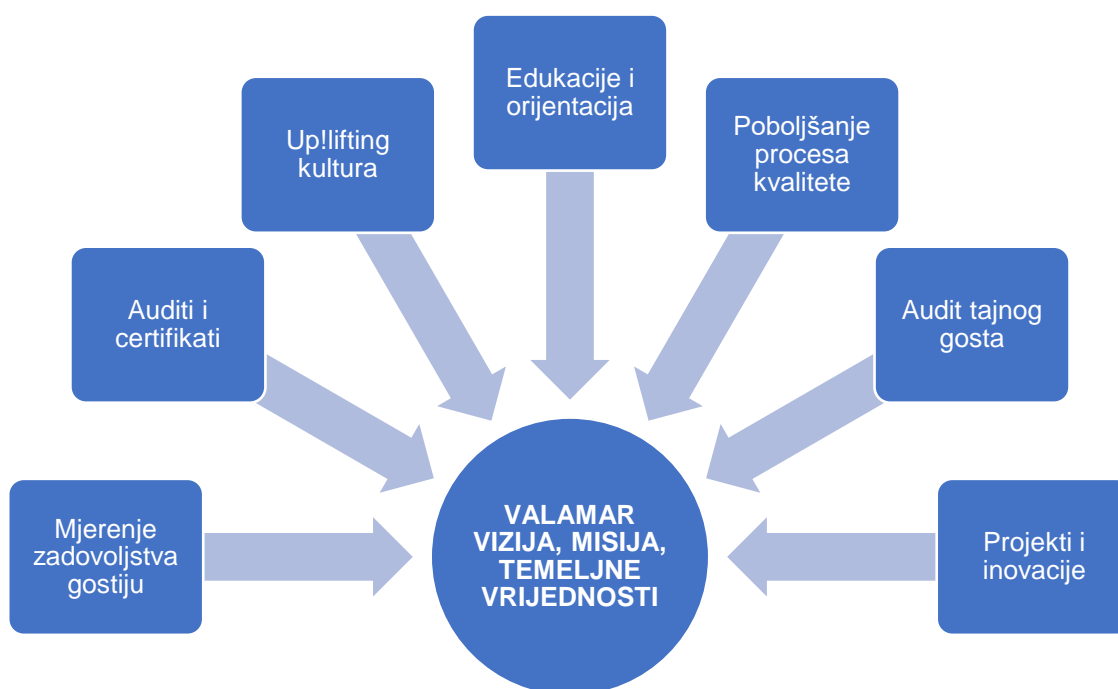 Edukacije i
orijentacija
Up!lifting
kultura
Poboljšanje
procesa
kvalitete
Auditi i
certifikati
Audit tajnog
gosta
Mjerenje
zadovoljstva
gostiju
VALAMAR
VIZIJA, MISIJA,
TEMELJNE
VRIJEDNOSTI
Projekti i
inovacije